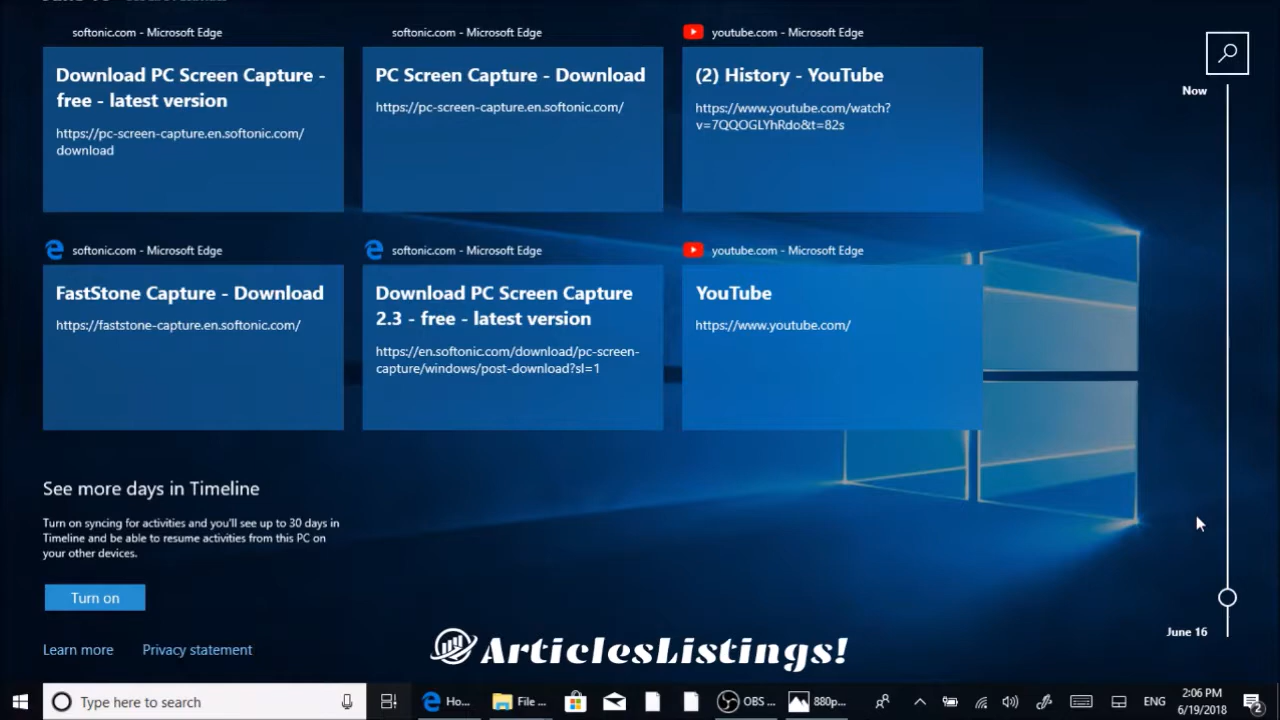 softonic.com - Microsoft Edge
softonic.com - Microsoft Edge
youtube.com - Microsoft Edge
Download PC Screen Capture -
free - latest version
https://pc-screen-capture.en.softonic.com/
download
PC Screen Capture - Download
https://pc-screen-capture.en.softonic.com/
(2) History - YouTube
https://www.youtube.com/watch?
v=7QQOGLYhRdo&t=82s
Now
softonic.com - Microsoft Edge
softonic.com - Microsoft Edge
youtube.com - Microsoft Edge
FastStone Capture - Download
https://faststone-capture.en.softonic.com/
Download PC Screen Capture
2.3 - free - latest version
https://en.softonic.com/download/pc-screen-
capture/windows/post-download?sl=1
YouTube
https://www.youtube.com/
See more days in Timeline
Turn on syncing for activities and you'll see up to 30 days in
Timeline and be able to resume activities from this PC on
your other devices.
Turn on
Learn more
Privacy statement
June 16
ArticlesListings!
Type here to search
Ho...
File ...
OBS ...
880p...
ENG
2:06 PM
6/19/2018
2